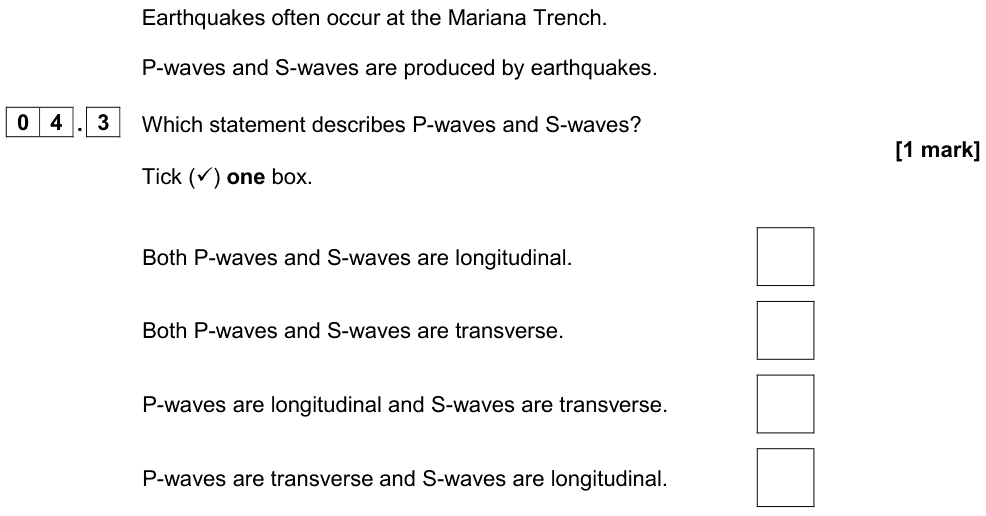 Earthquakes often occur at the Mariana Trench.
P-waves and S-waves are produced by earthquakes.
0 4 . 3 Which statement describes P-waves and S-waves?
[1 mark]
Tick (✓) one box.
Both P-waves and S-waves are longitudinal.
Both P-waves and S-waves are transverse.
P-waves are longitudinal and S-waves are transverse.
P-waves are transverse and S-waves are longitudinal.